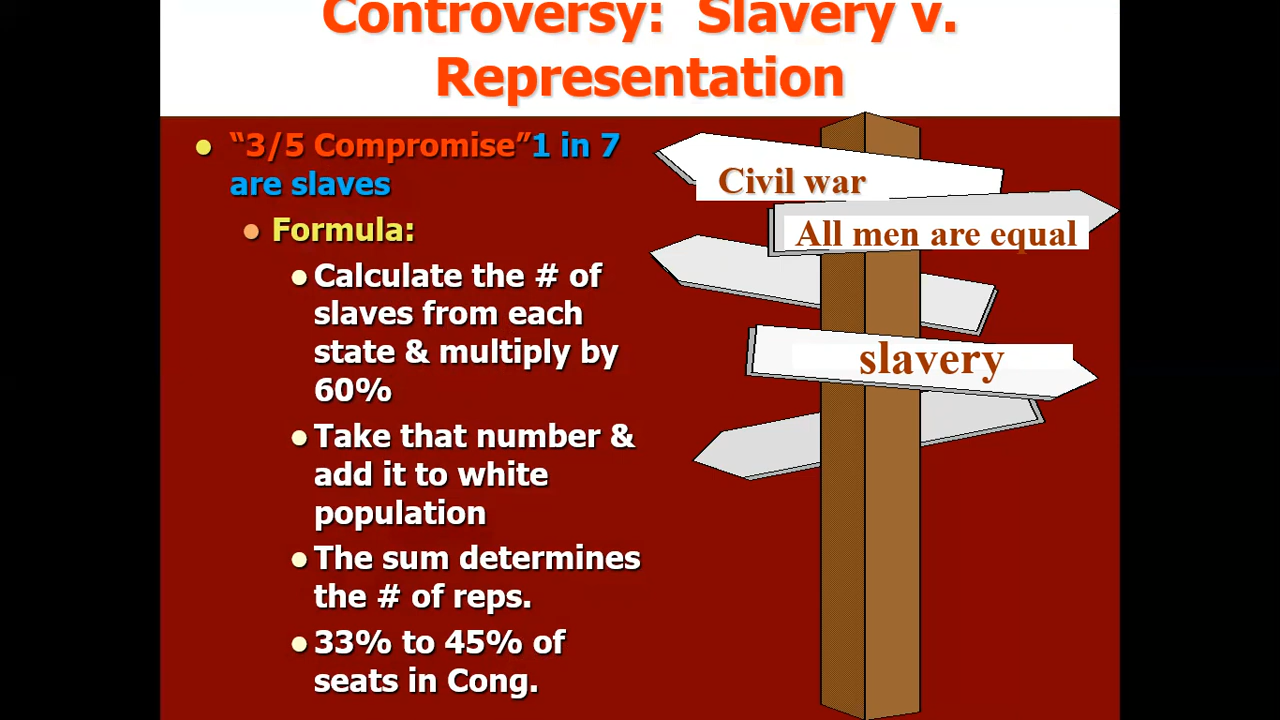 Controversy: Slavery v.
Representation
“3/5 Compromise”1 in 7
are slaves
Formula:
Calculate the # of
slaves from each
state & multiply by
60%
Take that number &
add it to white
population
The sum determines
the # of reps.
33% to 45% of
seats in Cong.
Civil war
All men are equal
slavery